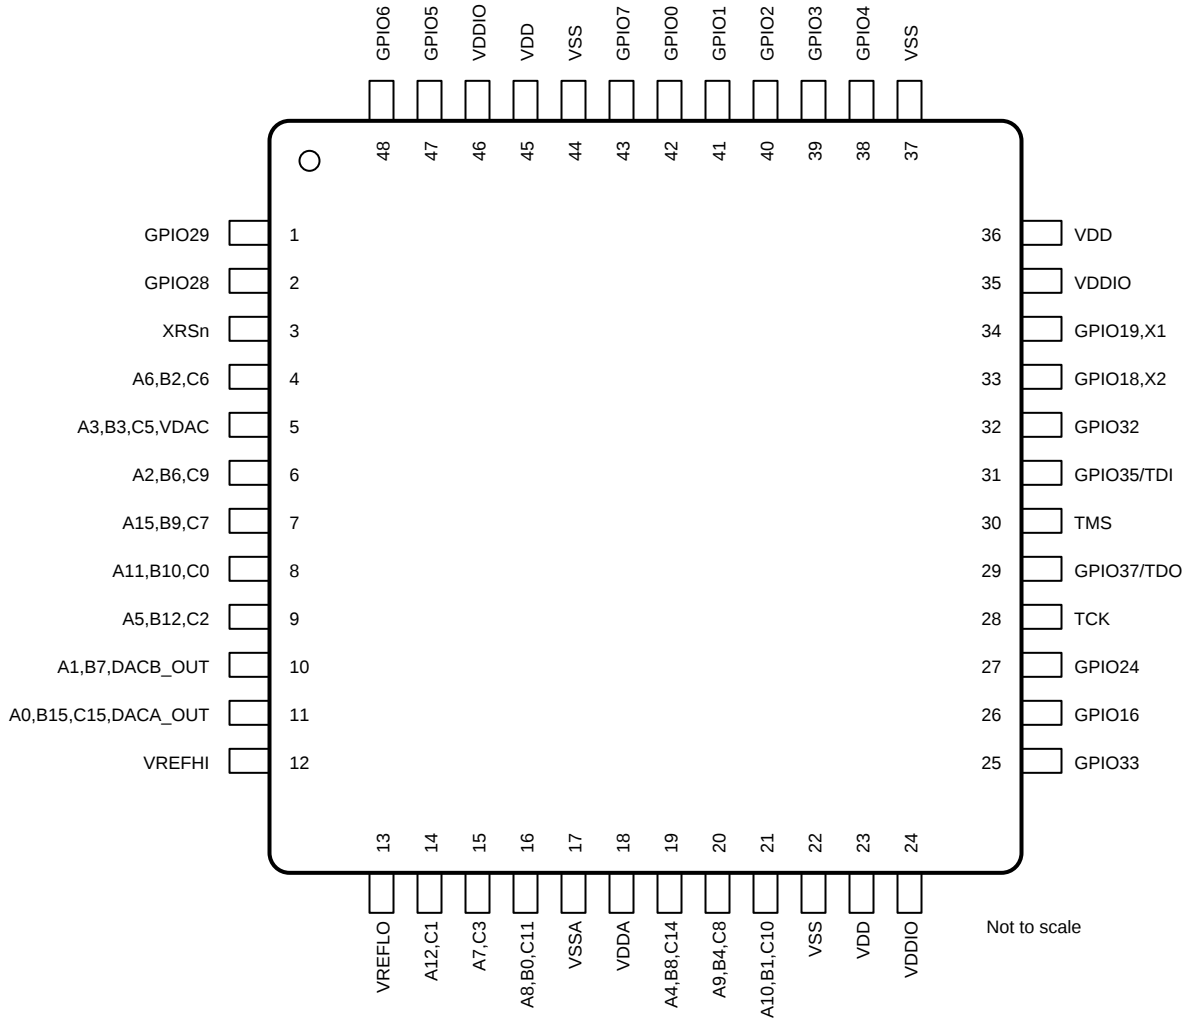 GPIO6
GPIO5
VDDIO
VDD
VSS
GPIO7
GPIO0
GPIO1
GPIO2
GPIO3
GPIO4
VSS
48
47
46
45
44
43
42
41
40
39
38
37
GPIO29 1 36 VDD
GPIO28 2 35 VDDIO
XRSn 3 34 GPIO19,X1
A6,B2,C6 4 33 GPIO18,X2
A3,B3,C5,VDAC 5 32 GPIO32
A2,B6,C9 6 31 GPIO35/TDI
A15,B9,C7 7 30 TMS
A11,B10,C0 8 29 GPIO37/TDO
A5,B12,C2 9 28 TCK
A1,B7,DACB_OUT 10 27 GPIO24
A0,B15,C15,DACA_OUT 11 26 GPIO16
VREFHI 12 25 GPIO33
13
14
15
16
17
18
19
20
21
22
23
24
VREFLO
A12,C1
A7,C3
A8,B0,C11
VSSA
VDDA
A4,B8,C14
A9,B4,C8
A10,B1,C10
VSS
VDD
VDDIO
Not to scale